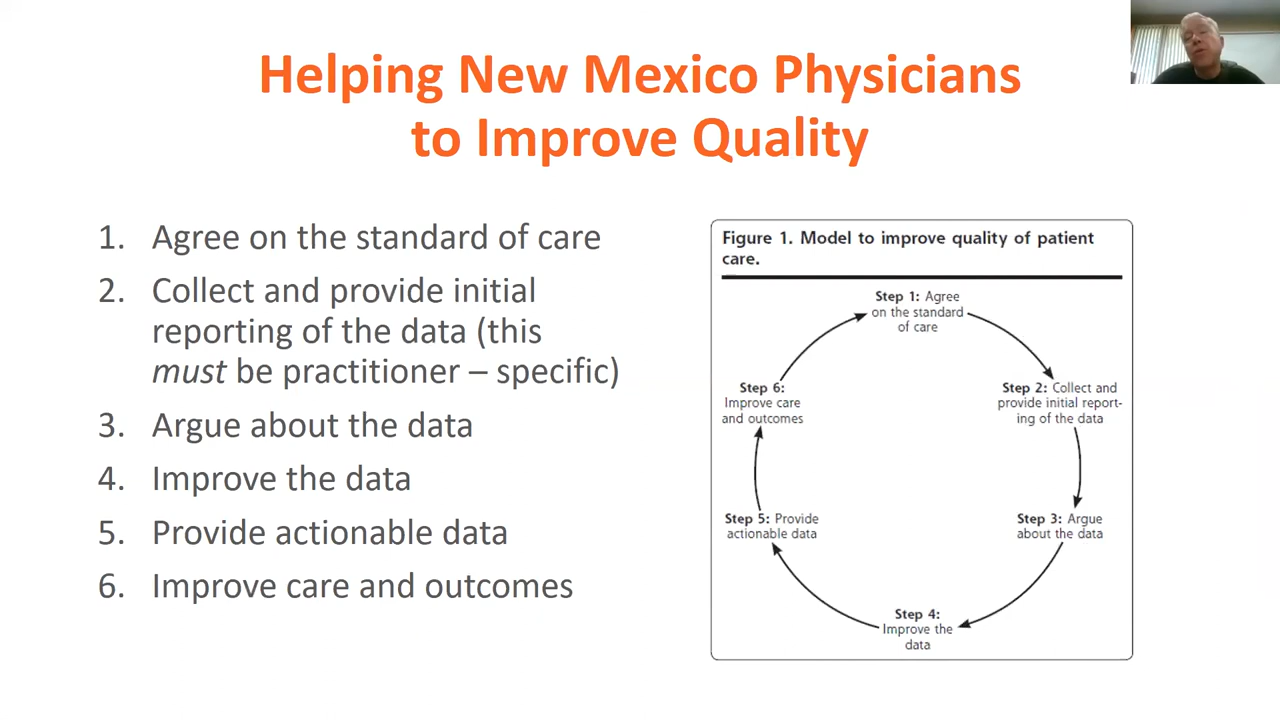 Helping New Mexico Physicians
to Improve Quality
1. Agree on the standard of care
2. Collect and provide initial
reporting of the data (this
must be practitioner – specific)
3. Argue about the data
4. Improve the data
5. Provide actionable data
6. Improve care and outcomes
Figure 1. Model to improve quality of patient
care.
Step 1: Agree
on the standard
of care
Step 2: Collect and
provide initial report-
ing of the data
Step 3: Argue
about the data
Step 4:
Improve the
data
Step 5: Provide
actionable data
Step 6:
Improve care
and outcomes